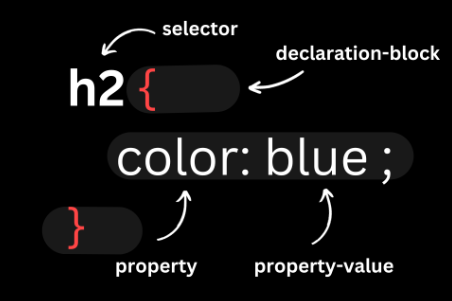 selector
declaration-block
h2 {
color: blue ;
}
property
property-value